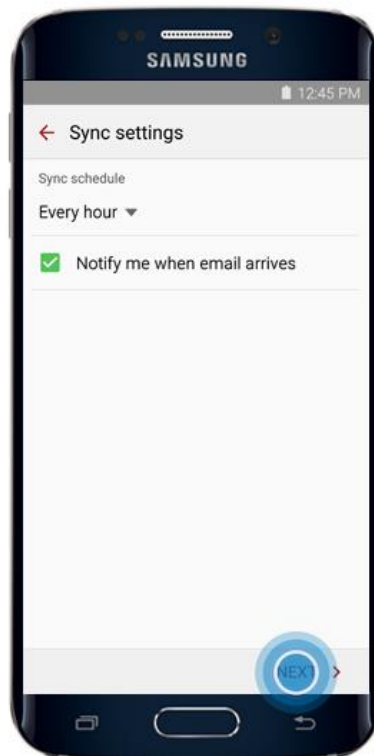 SAMSUNG
12:45 PM
Sync settings
Sync schedule
Every hour
Notify me when email arrives
NEXT